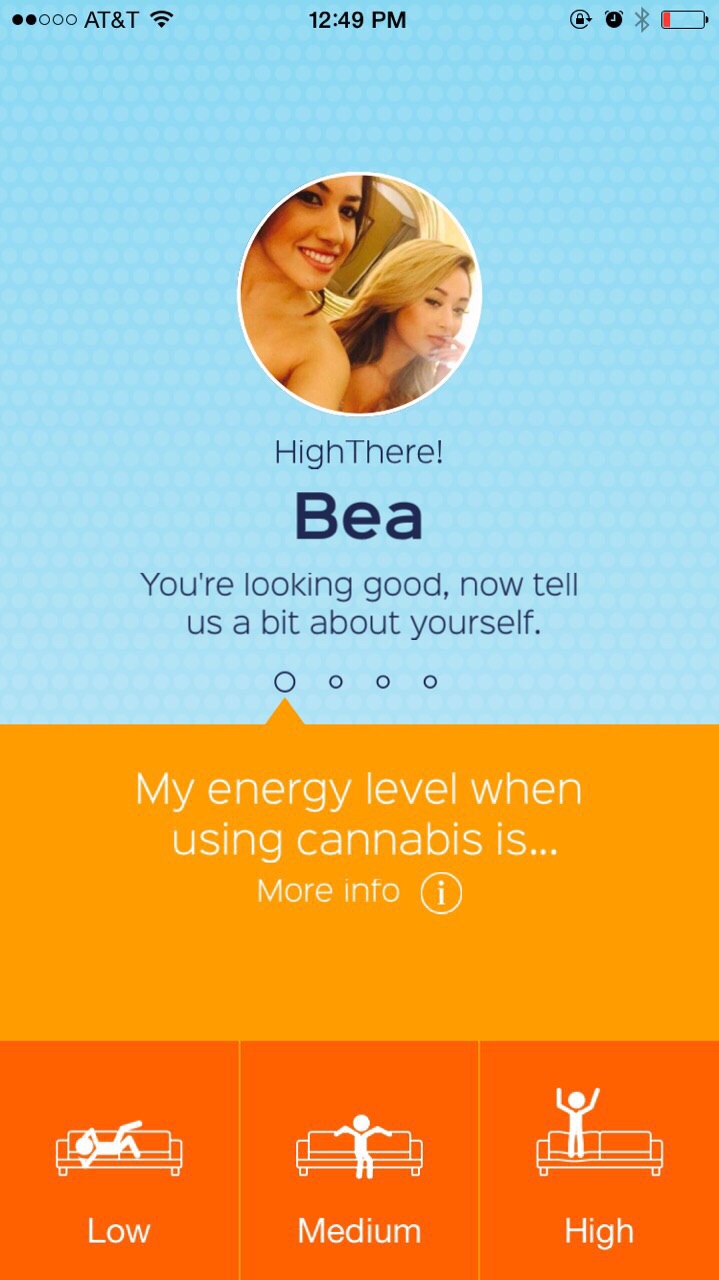 AT&T 12:49 PM
HighThere!
Bea
You're looking good, now tell
us a bit about yourself.
My energy level when
using cannabis is...
More info i
Low Medium High